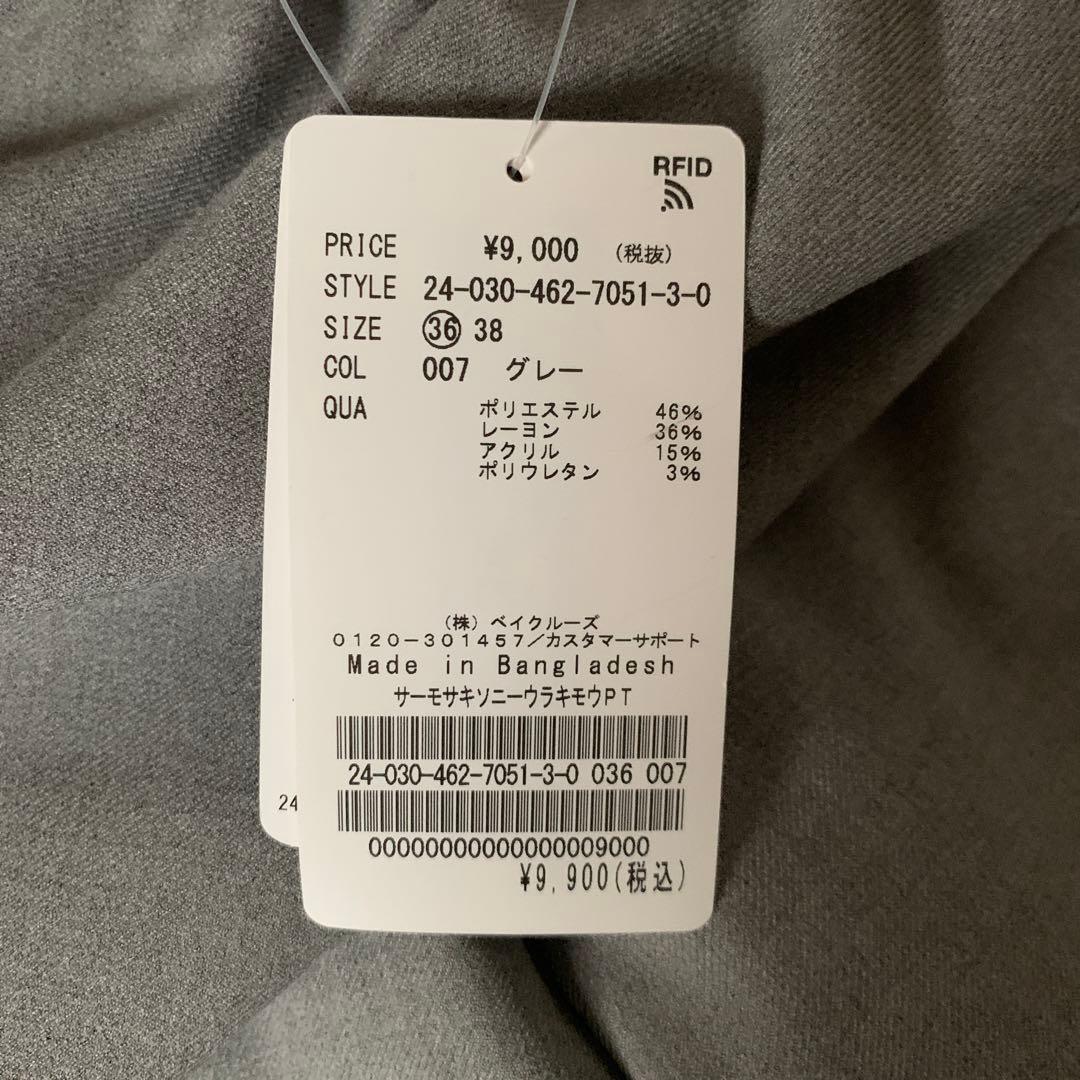 RFID
PRICE ¥9,000 (税抜)
STYLE 24-030-462-7051-3-0
SIZE 36 38
COL 007 グレー
QUA ポリエステル 46%
レーヨン 36%
アクリル 15%
ポリウレタン 3%
(株) ベイクルーズ
0120-301457/カスタマーサポート
Made in Bangladesh
サーモサキソニーウラキモウPT
24-030-462-7051-3-0 036 007
00000000000000009000
¥9,900(税込)
24